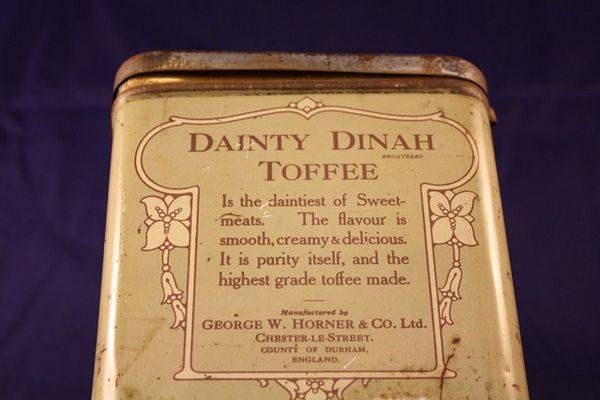 DAINTY DINAH
REGISTERED
TOFFEE
Is the daintiest of Sweet-
meats. The flavour is
smooth, creamy & delicious.
It is purity itself, and the
highest grade toffee made.
Manufactured by
GEORGE W. HORNER & CO. Ltd.
CHESTER-LE-STREET,
COUNTY OF DURHAM,
ENGLAND.